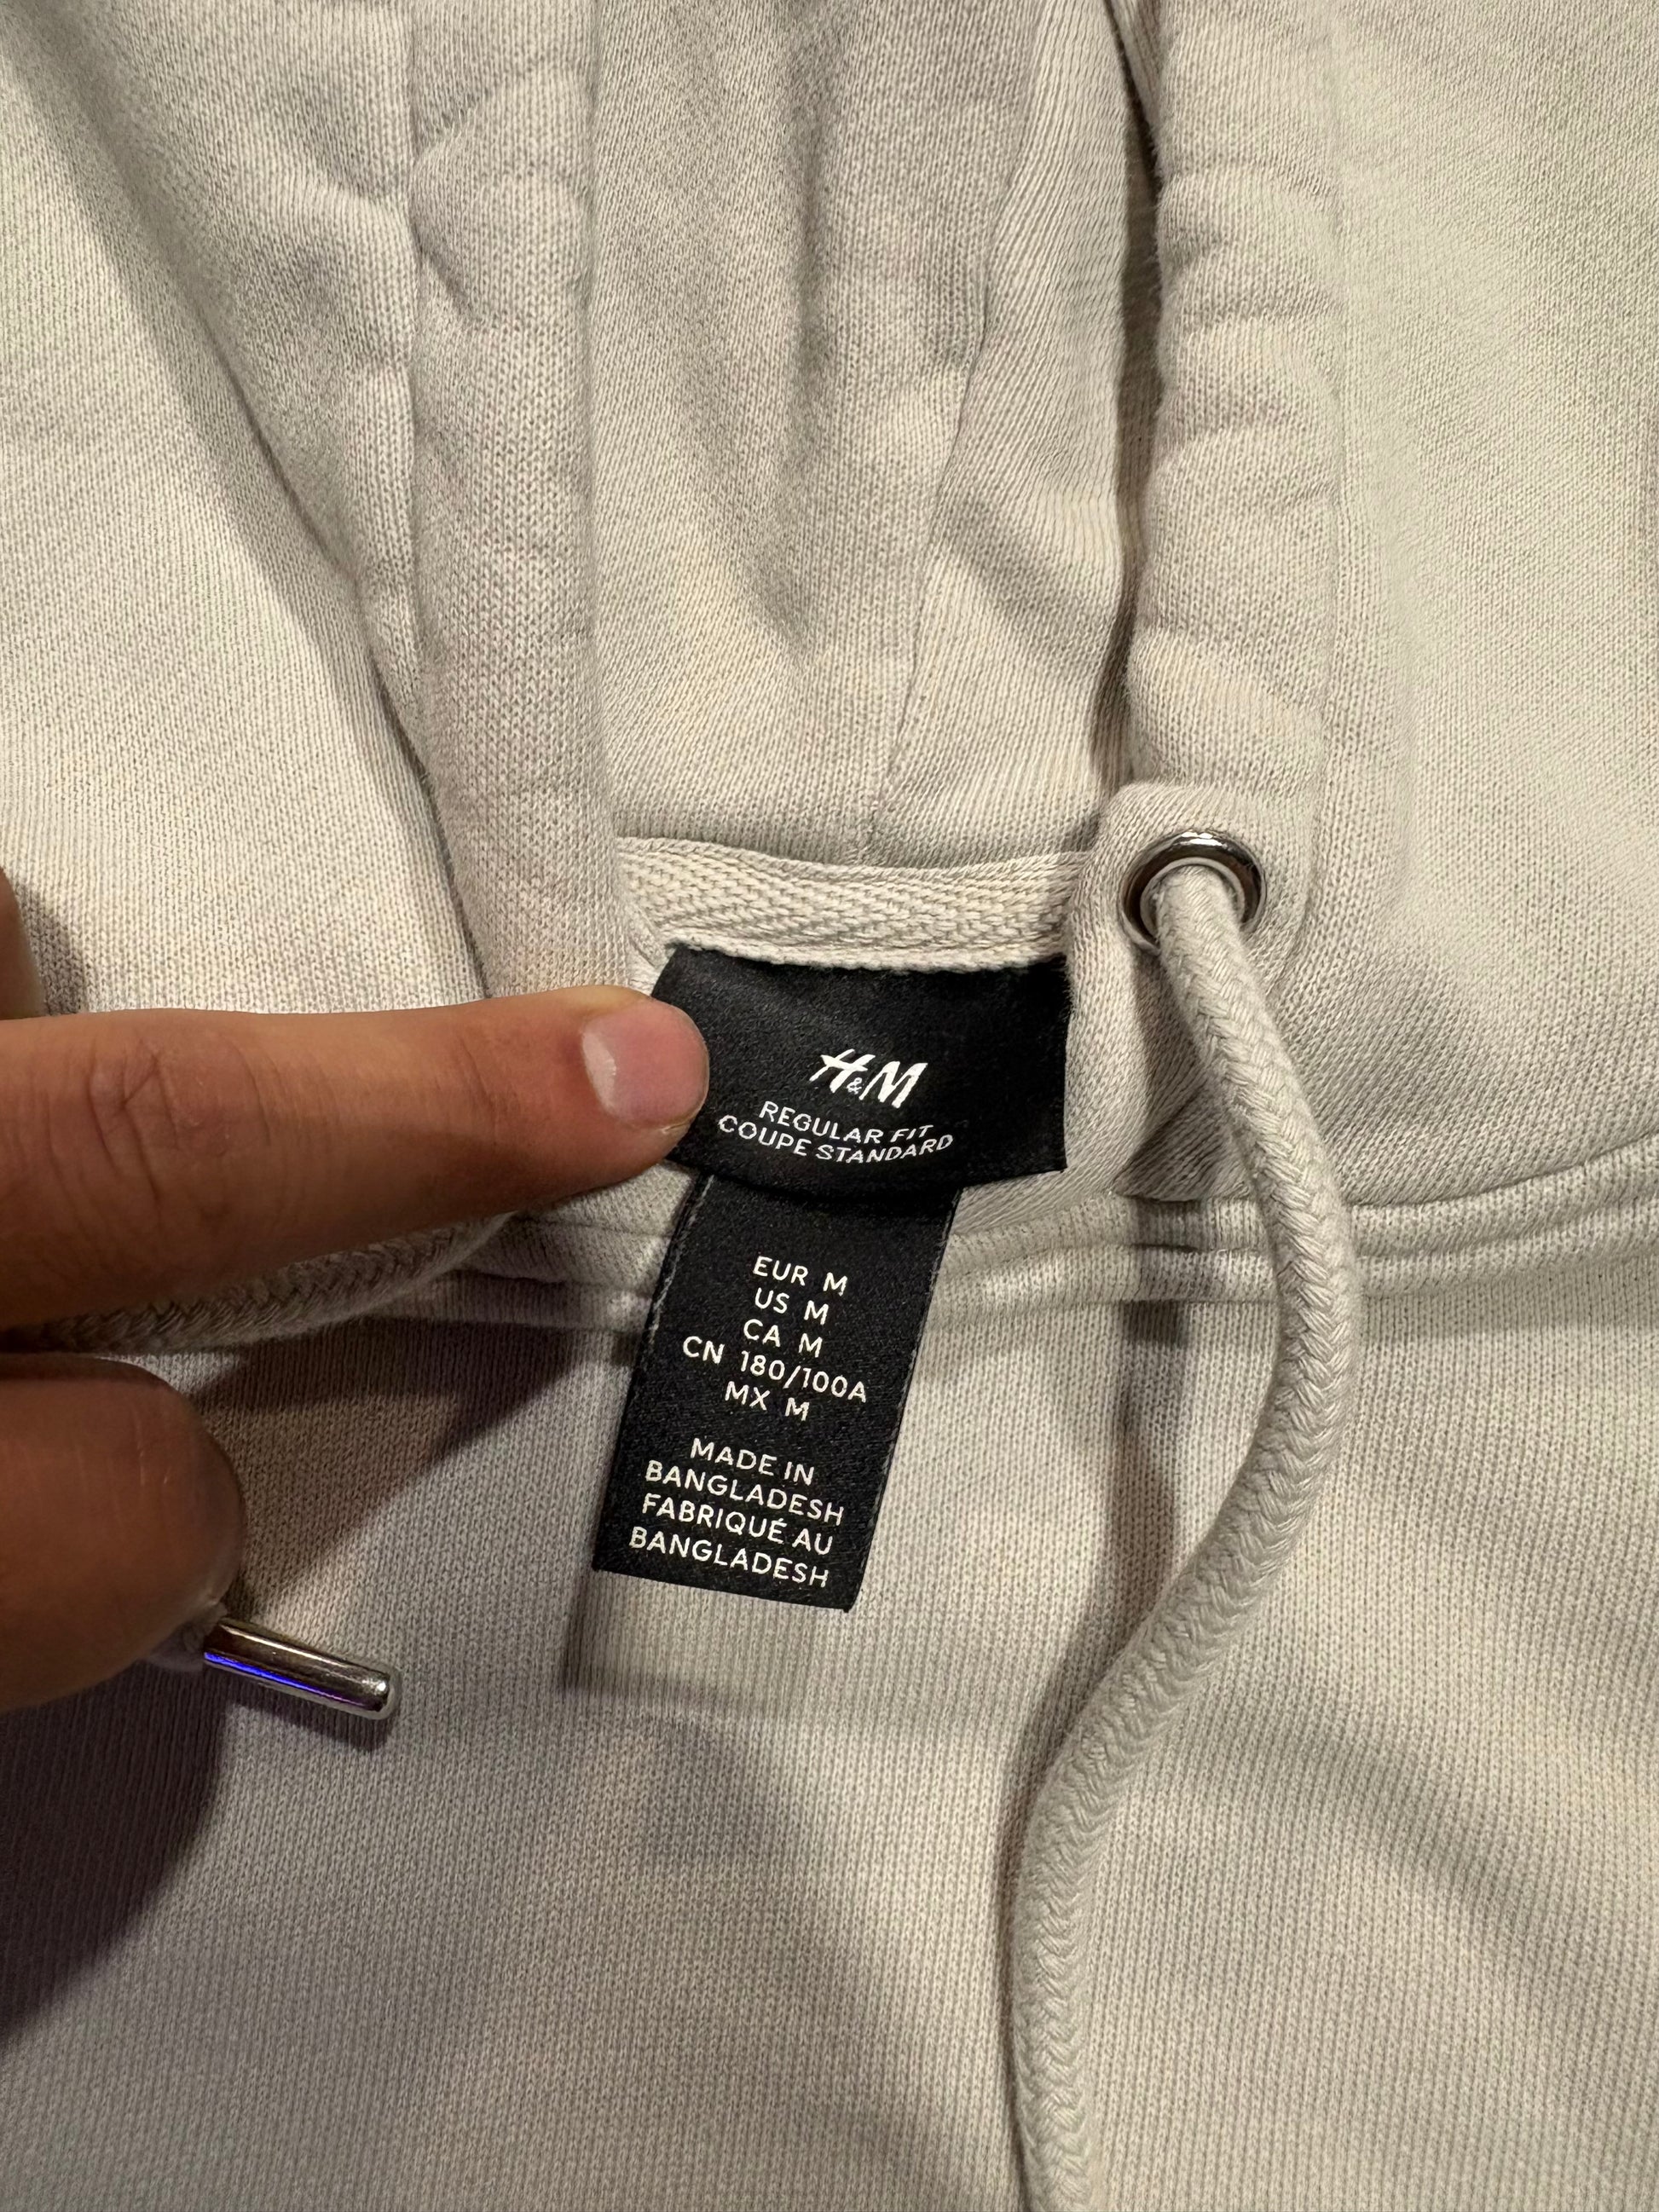 H&M
REGULAR FIT
COUPE STANDARD
EUR M
US M
CA M
CN 180/100A
MX M
MADE IN
BANGLADESH
FABRIQUÉ AU
BANGLADESH